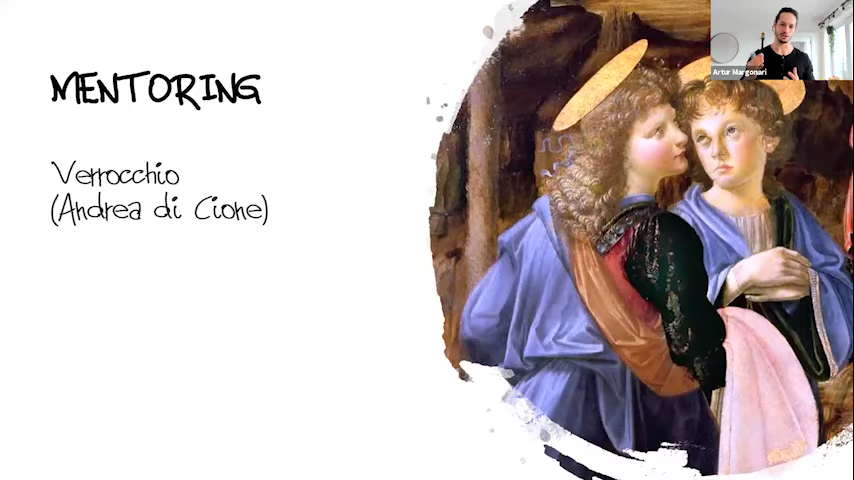 MENTORING
Verrocchio
(Andrea di Cione)
Artur Margonari